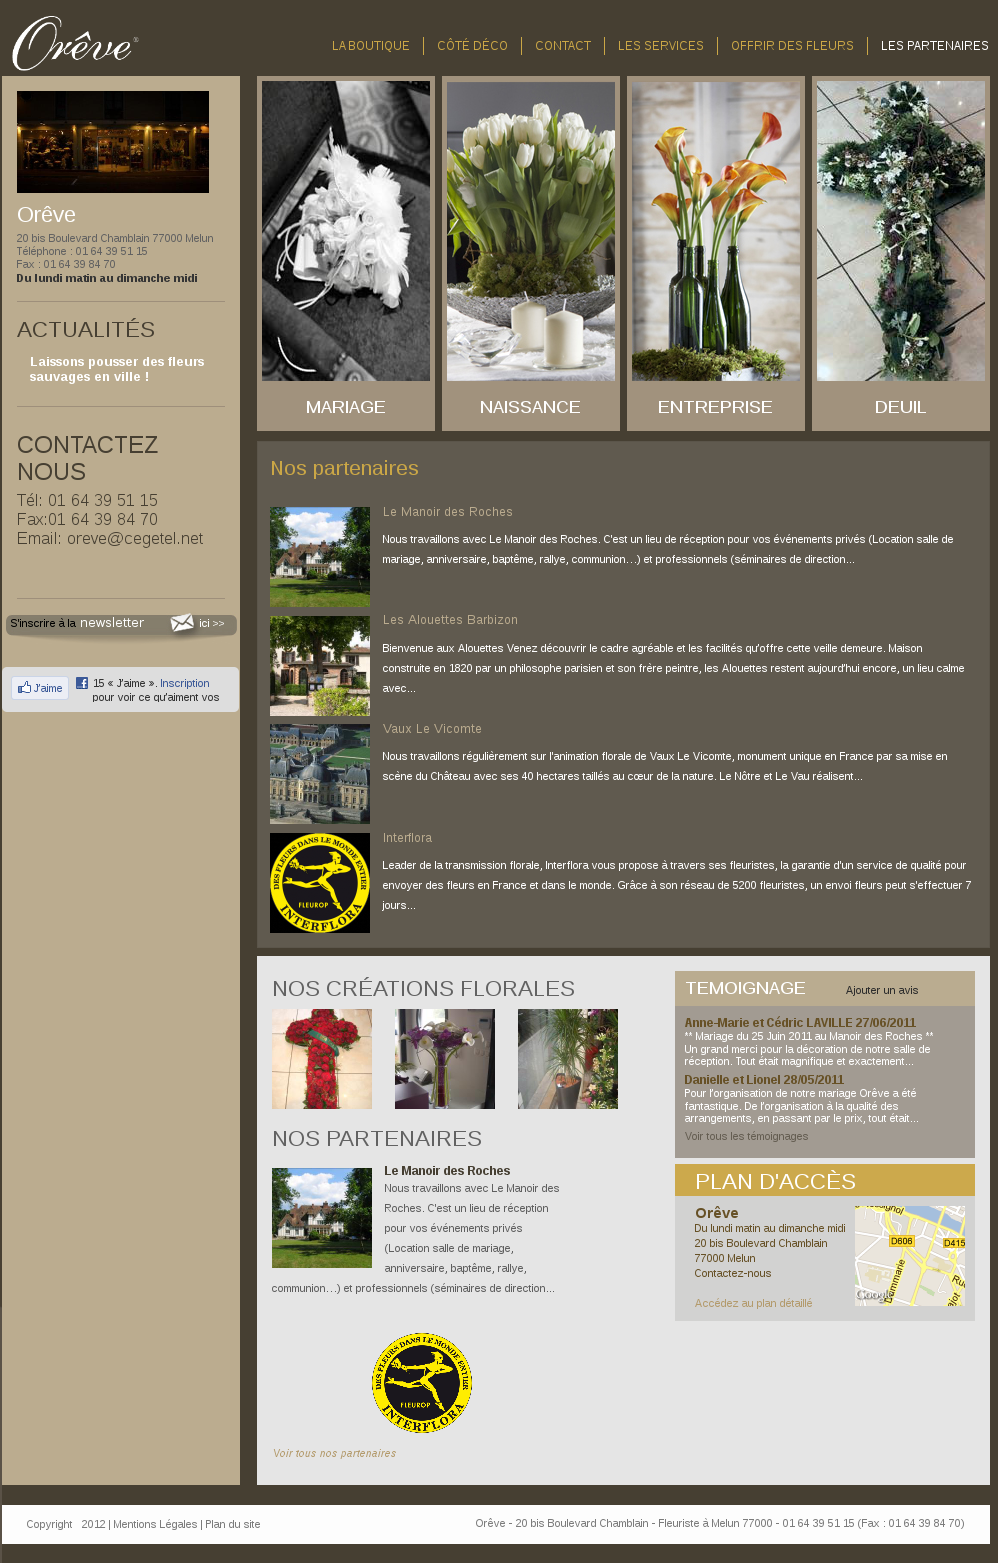 Orêve
LA BOUTIQUE
CÔTÉ DÉCO
CONTACT
LES SERVICES
OFFRIR DES FLEURS
LES PARTENAIRES
Orêve
20 bis Boulevard Chamblain 77000 Melun
Téléphone : 01 64 39 51 15
Fax : 01 64 39 84 70
Du lundi matin au dimanche midi
ACTUALITÉS
Laissons pousser des fleurs
sauvages en ville !
CONTACTEZ
NOUS
Tél: 01 64 39 51 15
Fax:01 64 39 84 70
Email: oreve@cegetel.net
S'inscrire à la newsletter ici >>
J'aime
15 « J'aime ». Inscription
pour voir ce qu'aiment vos
MARIAGE
NAISSANCE
ENTREPRISE
DEUIL
Nos partenaires
Le Manoir des Roches
Nous travaillons avec Le Manoir des Roches. C'est un lieu de réception pour vos événements privés (Location salle de
mariage, anniversaire, baptême, rallye, communion…) et professionnels (séminaires de direction...
Les Alouettes Barbizon
Bienvenue aux Alouettes Venez découvrir le cadre agréable et les facilités qu'offre cette veille demeure. Maison
construite en 1820 par un philosophe parisien et son frère peintre, les Alouettes restent aujourd'hui encore, un lieu calme
avec...
Vaux Le Vicomte
Nous travaillons régulièrement sur l'animation florale de Vaux Le Vicomte, monument unique en France par sa mise en
scène du Château avec ses 40 hectares taillés au cœur de la nature. Le Nôtre et Le Vau réalisent...
DES FLEURS DANS LE MONDE ENTIER
FLEUROP
INTERFLORA
Interflora
Leader de la transmission florale, Interflora vous propose à travers ses fleuristes, la garantie d'un service de qualité pour
envoyer des fleurs en France et dans le monde. Grâce à son réseau de 5200 fleuristes, un envoi fleurs peut s'effectuer 7
jours...
NOS CRÉATIONS FLORALES
NOS PARTENAIRES
Le Manoir des Roches
Nous travaillons avec Le Manoir des
Roches. C'est un lieu de réception
pour vos événements privés
(Location salle de mariage,
anniversaire, baptême, rallye,
communion…) et professionnels (séminaires de direction...
DES FLEURS DANS LE MONDE ENTIER
FLEUROP
INTERFLORA
Voir tous nos partenaires
TEMOIGNAGE
Ajouter un avis
Anne-Marie et Cédric LAVILLE 27/06/2011
** Mariage du 25 Juin 2011 au Manoir des Roches **
Un grand merci pour la décoration de notre salle de
réception. Tout était magnifique et exactement...
Danielle et Lionel 28/05/2011
Pour l'organisation de notre mariage Orêve a été
fantastique. De l'organisation à la qualité des
arrangements, en passant par le prix, tout était...
Voir tous les témoignages
PLAN D'ACCÈS
Orêve
Du lundi matin au dimanche midi
20 bis Boulevard Chamblain
77000 Melun
Contactez-nous
Accédez au plan détaillé
D606
D415
Google
Copyright 2012 | Mentions Légales | Plan du site
Orêve - 20 bis Boulevard Chamblain - Fleuriste à Melun 77000 - 01 64 39 51 15 (Fax : 01 64 39 84 70)